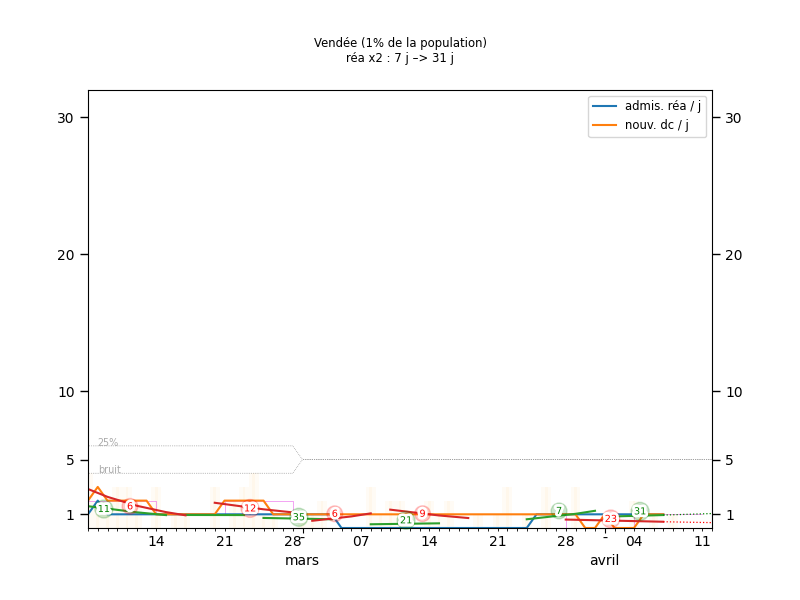 Vendée (1% de la population)
réa x2 : 7 j –> 31 j
admis. réa / j
nouv. dc / j
30 30
20 20
10 10
25%
5 5
bruit
1 1
11 6 12 35 6 21 9 7 23 31
14 21 28 07 14 21 28 04 11
mars avril